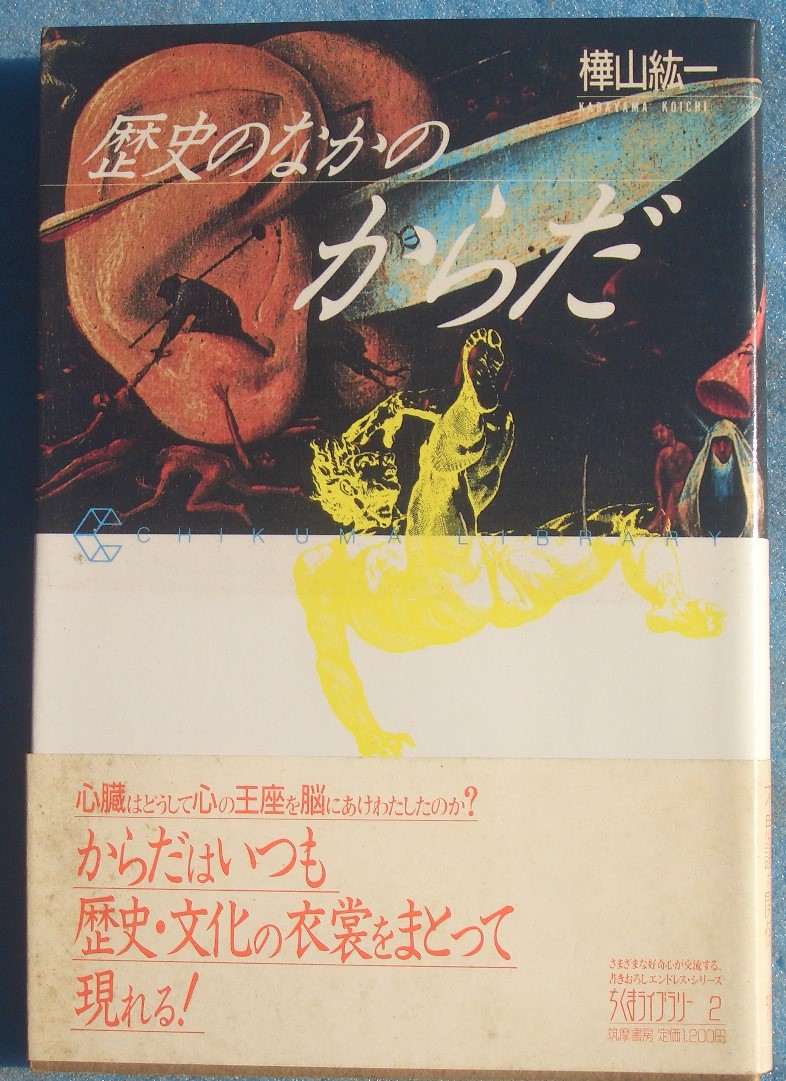 樺山紘一
KABAYAMA KOICHI
歴史のなかの
からだ
CHIKUMA LIBRARY
心臓はどうして心の王座を脳にあけわたしたのか?
からだはいつも
歴史・文化の衣裳をまとって
現れる!
さまざまな好奇心が交流する、
書きおろしエンドレス・シリーズ
ちくまライブラリー 2
筑摩書房 定価1,200円